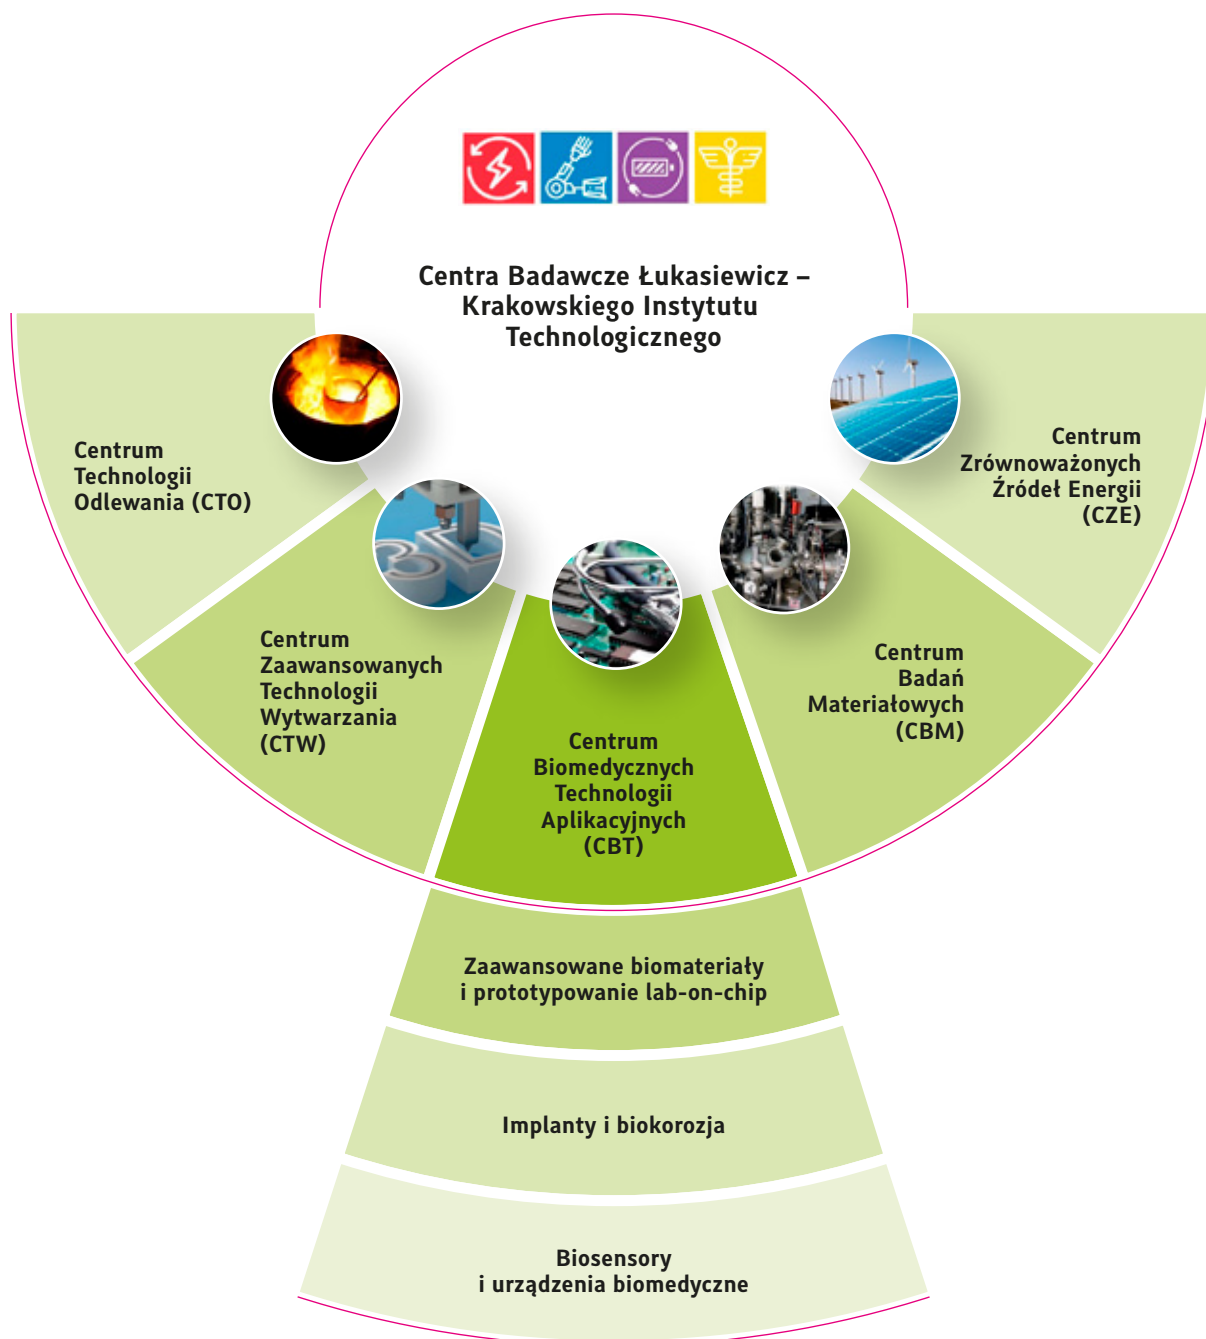 Centra Badawcze Łukasiewicz –
Krakowskiego Instytutu
Technologicznego
Centrum
Technologii
Odlewania (CTO)
Centrum
Zaawansowanych
Technologii
Wytwarzania
(CTW)
Centrum
Biomedycznych
Technologii
Aplikacyjnych
(CBT)
Centrum
Badań
Materiałowych
(CBM)
Centrum
Zrównoważonych
Źródeł Energii
(CZE)
Zaawansowane biomateriały
i prototypowanie lab-on-chip
Implanty i biokorozja
Biosensory
i urządzenia biomedyczne